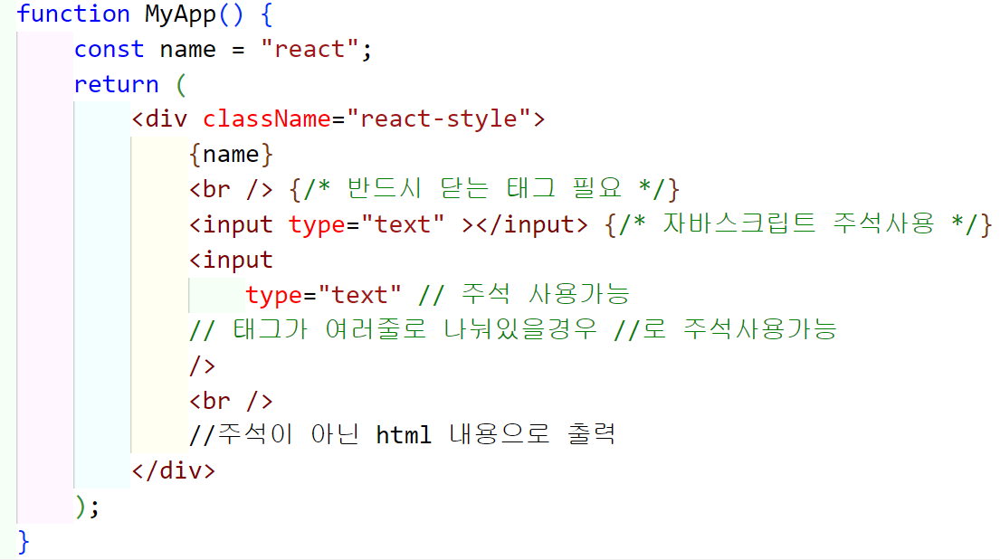 function MyApp() {
const name = "react";
return (
<div className="react-style">
{name}
<br /> {/* 반드시 닫는 태그 필요 */}
<input type="text" ></input> {/* 자바스크립트 주석사용 */}
<input
type="text" // 주석 사용가능
// 태그가 여러줄로 나눠있을경우 //로 주석사용가능
/>
<br />
//주석이 아닌 html 내용으로 출력
</div>
);
}